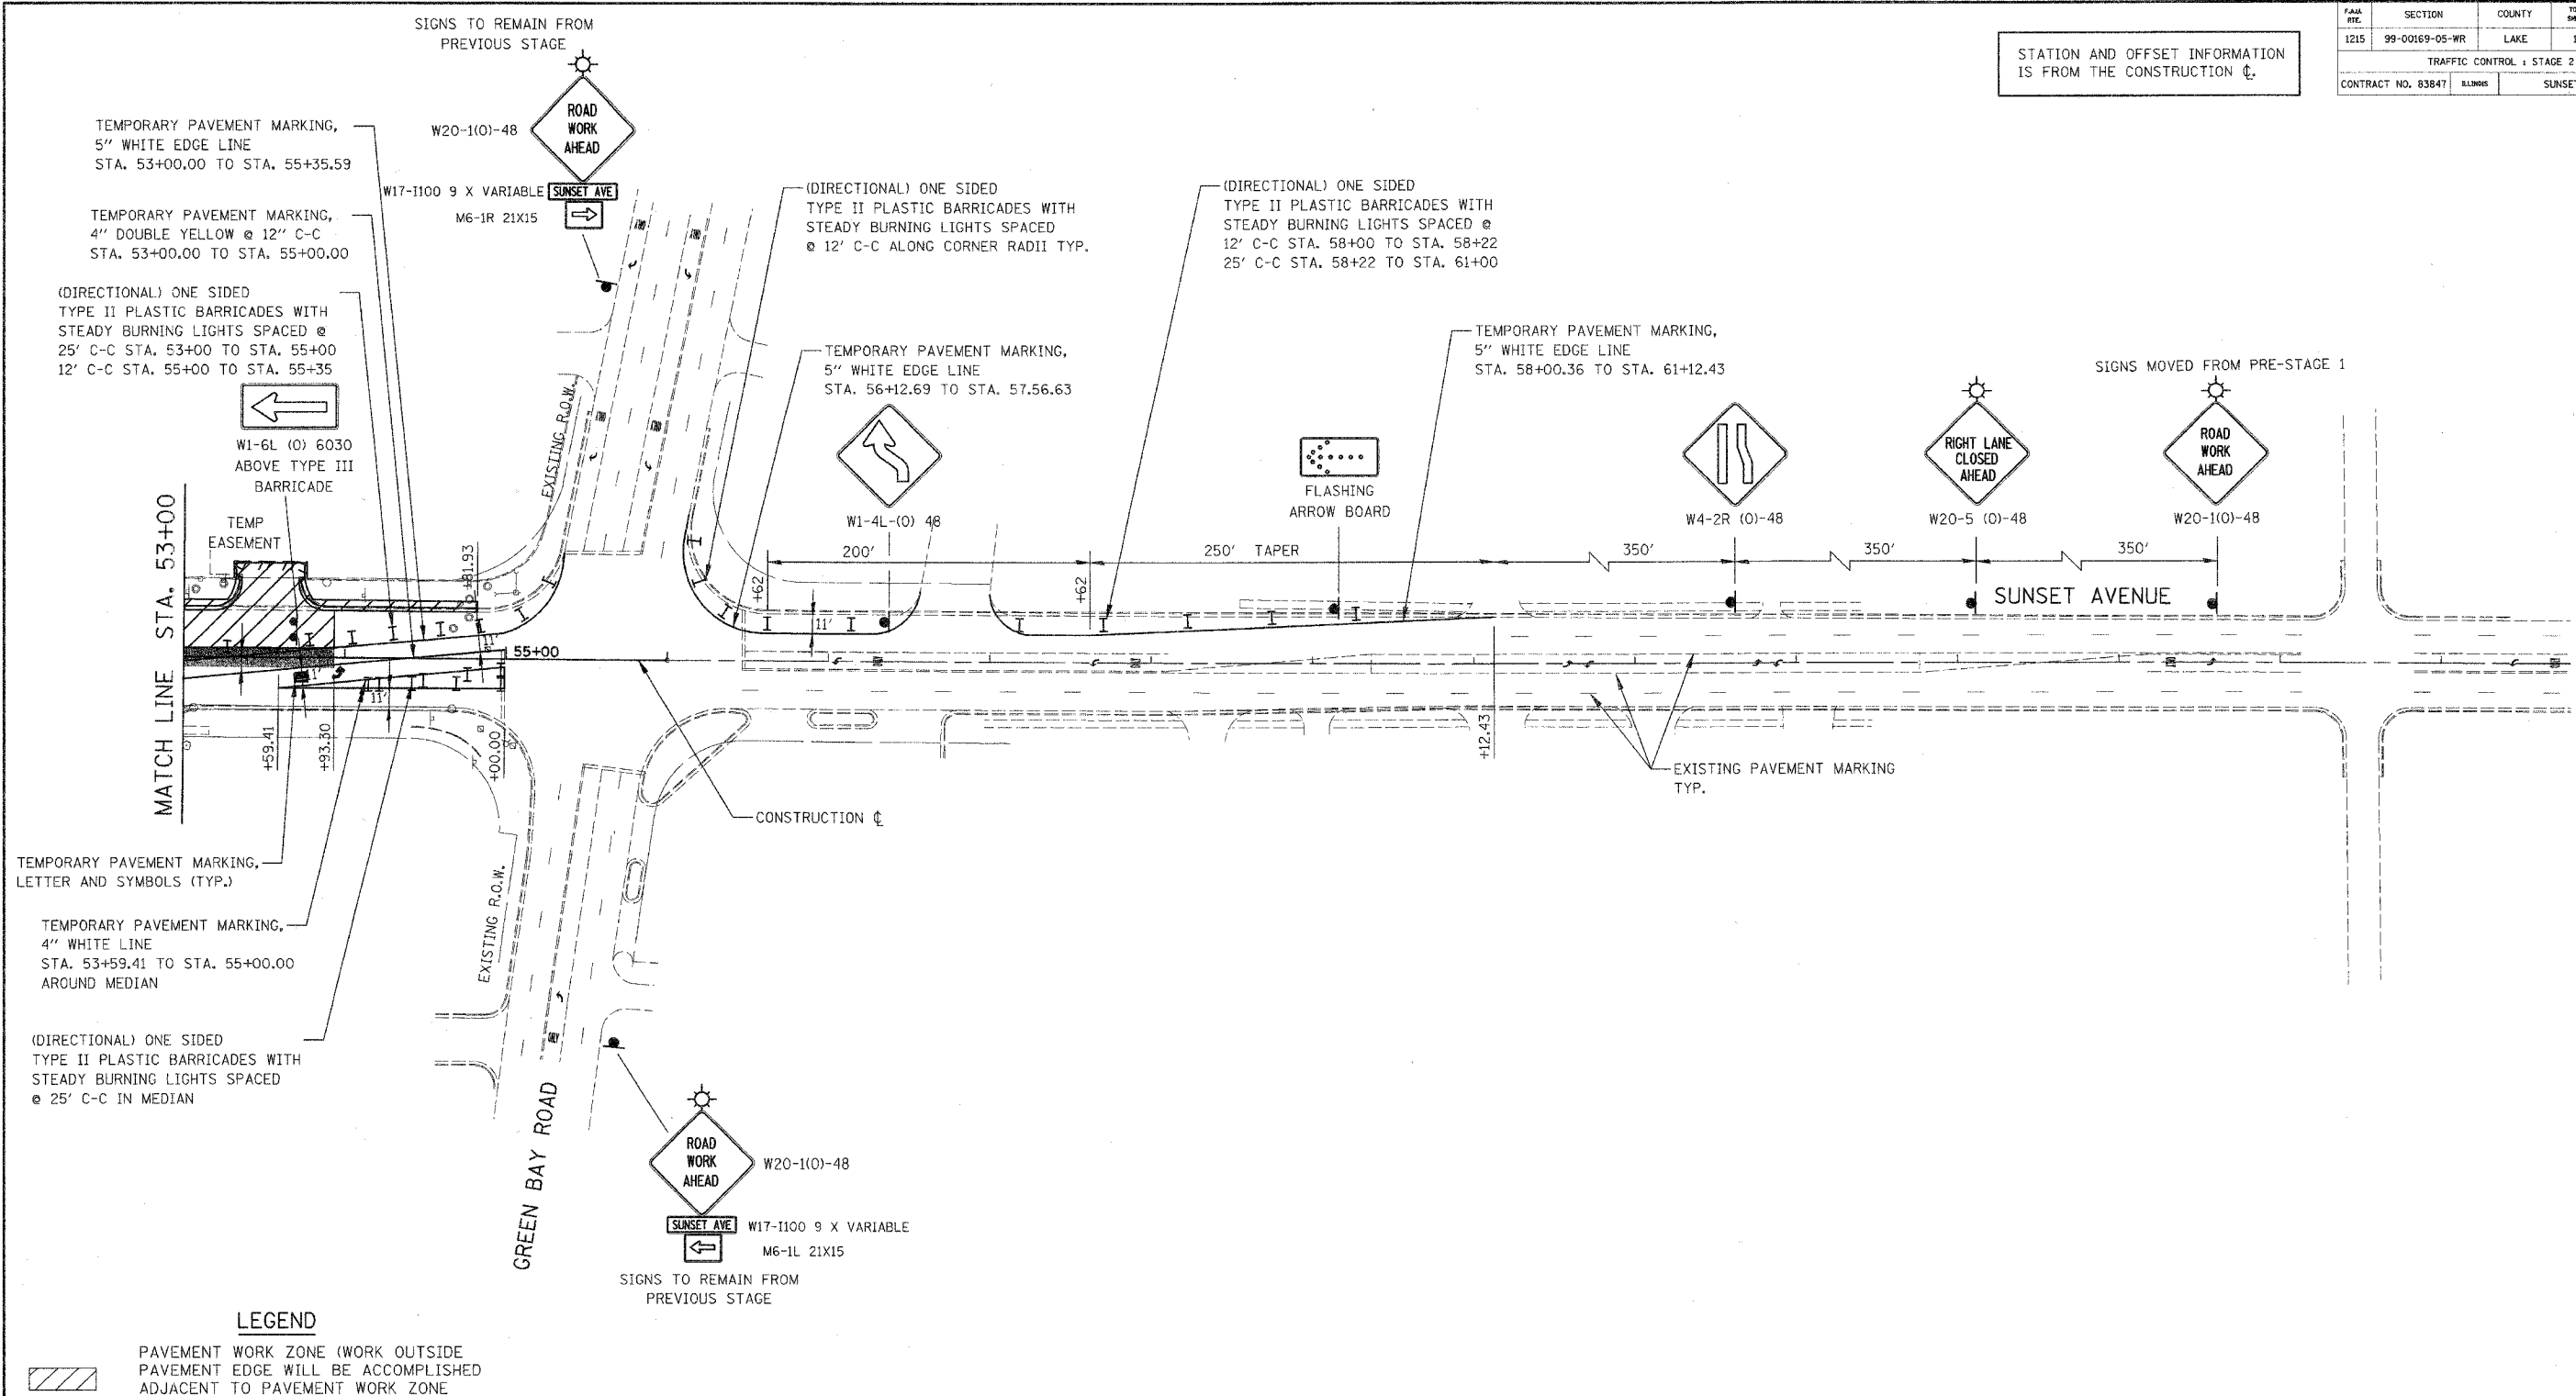 SIGNS TO REMAIN FROM
PREVIOUS STAGE
W20-1(O)-48
ROAD
WORK
AHEAD
W17-I100 9 X VARIABLE
SUNSET AVE
M6-1R 21X15
STATION AND OFFSET INFORMATION
IS FROM THE CONSTRUCTION ℄.
F.A.U. RTE.
SECTION
COUNTY
1215
99-00169-05-WR
LAKE
TRAFFIC CONTROL : STAGE 2
CONTRACT NO. 83847
ILLINOIS
SUNSET
TEMPORARY PAVEMENT MARKING,
5" WHITE EDGE LINE
STA. 53+00.00 TO STA. 55+35.59
TEMPORARY PAVEMENT MARKING,
4" DOUBLE YELLOW @ 12" C-C
STA. 53+00.00 TO STA. 55+00.00
(DIRECTIONAL) ONE SIDED
TYPE II PLASTIC BARRICADES WITH
STEADY BURNING LIGHTS SPACED @
25' C-C STA. 53+00 TO STA. 55+00
12' C-C STA. 55+00 TO STA. 55+35
W1-6L (O) 6030
ABOVE TYPE III
BARRICADE
TEMP
EASEMENT
MATCH LINE STA. 53+00
(DIRECTIONAL) ONE SIDED
TYPE II PLASTIC BARRICADES WITH
STEADY BURNING LIGHTS SPACED
@ 12' C-C ALONG CORNER RADII TYP.
(DIRECTIONAL) ONE SIDED
TYPE II PLASTIC BARRICADES WITH
STEADY BURNING LIGHTS SPACED @
12' C-C STA. 58+00 TO STA. 58+22
25' C-C STA. 58+22 TO STA. 61+00
TEMPORARY PAVEMENT MARKING,
5" WHITE EDGE LINE
STA. 56+12.69 TO STA. 57.56.63
TEMPORARY PAVEMENT MARKING,
5" WHITE EDGE LINE
STA. 58+00.36 TO STA. 61+12.43
SIGNS MOVED FROM PRE-STAGE 1
W1-4L-(O) 48
FLASHING
ARROW BOARD
W4-2R (O)-48
RIGHT LANE
CLOSED
AHEAD
W20-5 (O)-48
ROAD
WORK
AHEAD
W20-1(O)-48
EXISTING R.O.W.
200'
250' TAPER
350'
350'
350'
+81.93
+62
+62
SUNSET AVENUE
11'
11'
55+00
11'
11'
+59.41
+93.30
+00.00
+12.43
EXISTING PAVEMENT MARKING
TYP.
CONSTRUCTION ℄
TEMPORARY PAVEMENT MARKING,
LETTER AND SYMBOLS (TYP.)
TEMPORARY PAVEMENT MARKING,
4" WHITE LINE
STA. 53+59.41 TO STA. 55+00.00
AROUND MEDIAN
EXISTING R.O.W.
(DIRECTIONAL) ONE SIDED
TYPE II PLASTIC BARRICADES WITH
STEADY BURNING LIGHTS SPACED
@ 25' C-C IN MEDIAN
GREEN BAY ROAD
ROAD
WORK
AHEAD
W20-1(O)-48
SUNSET AVE
W17-I100 9 X VARIABLE
M6-1L 21X15
SIGNS TO REMAIN FROM
PREVIOUS STAGE
LEGEND
PAVEMENT WORK ZONE (WORK OUTSIDE
PAVEMENT EDGE WILL BE ACCOMPLISHED
ADJACENT TO PAVEMENT WORK ZONE